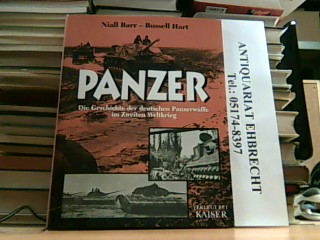 Niall Barr – Russell Hart
PANZER
Die Geschichte der deutschen Panzerwaffe
im Zweiten Weltkrieg
KAISER
ANTIQUARIAT EHBRECHT
Tel.: 05174-8397